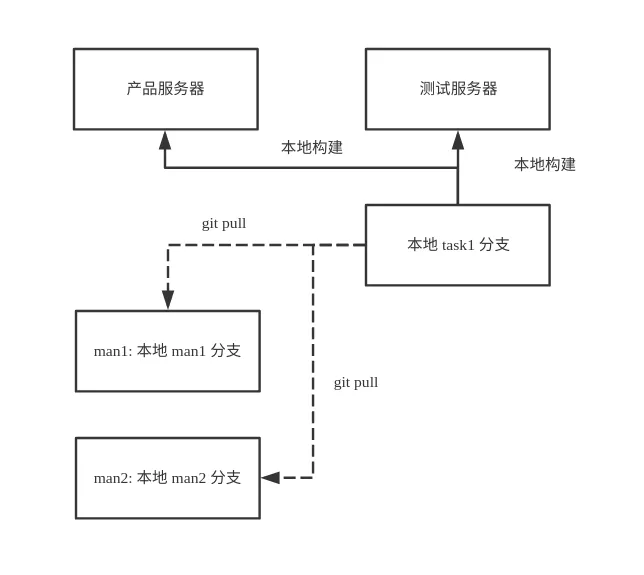 产品服务器
测试服务器
本地构建
本地构建
git pull
本地 task1 分支
man1: 本地 man1 分支
git pull
man2: 本地 man2 分支